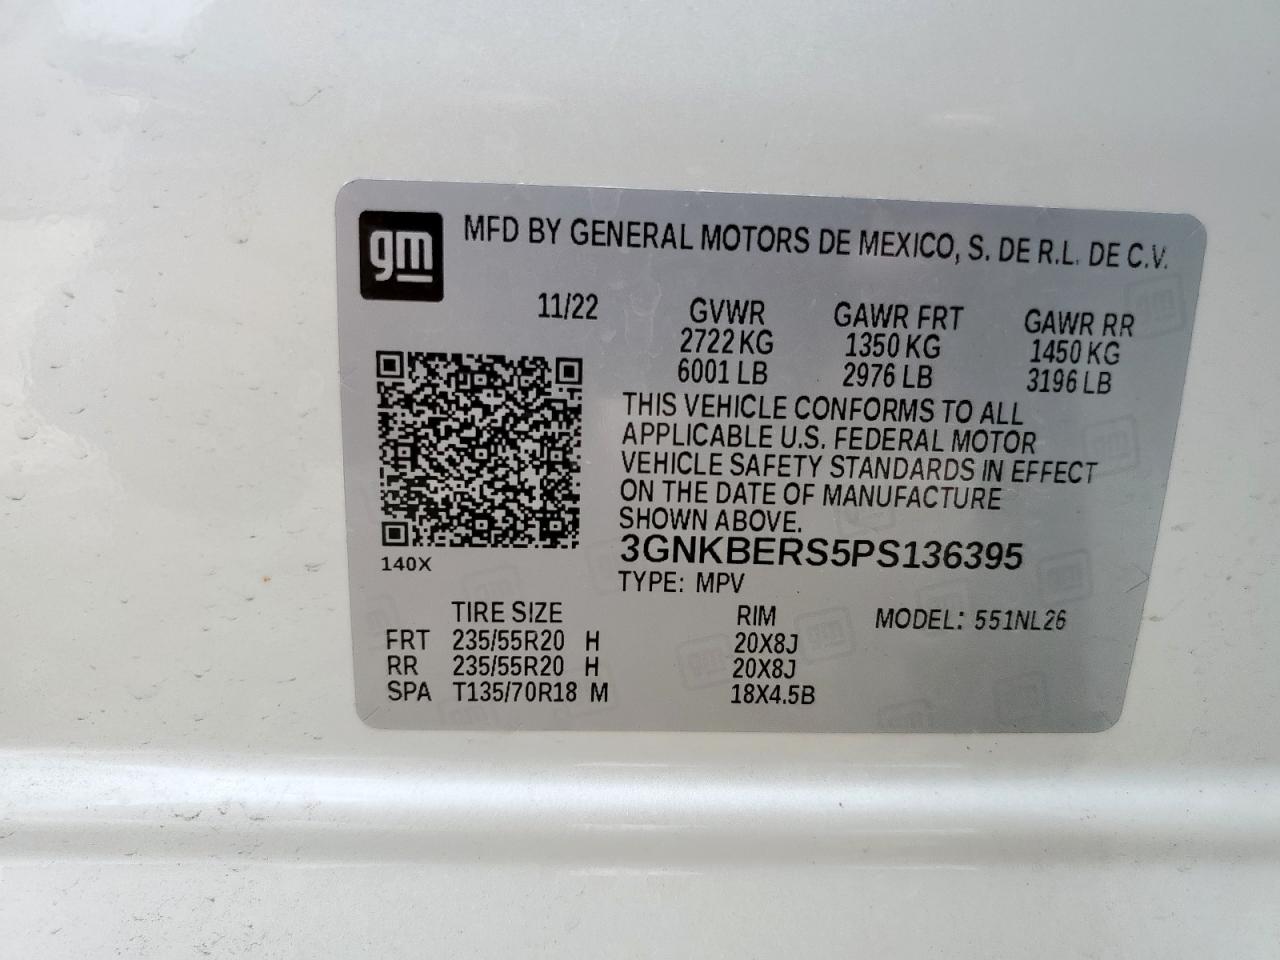 gm
MFD BY GENERAL MOTORS DE MEXICO, S. DE R.L. DE C.V.
11/22 GVWR GAWR FRT GAWR RR
2722 KG 1350 KG 1450 KG
6001 LB 2976 LB 3196 LB
THIS VEHICLE CONFORMS TO ALL
APPLICABLE U.S. FEDERAL MOTOR
VEHICLE SAFETY STANDARDS IN EFFECT
ON THE DATE OF MANUFACTURE
SHOWN ABOVE.
3GNKBERS5PS136395
140X
TYPE: MPV
TIRE SIZE RIM MODEL: 551NL26
FRT 235/55R20 H 20X8J
RR 235/55R20 H 20X8J
SPA T135/70R18 M 18X4.5B